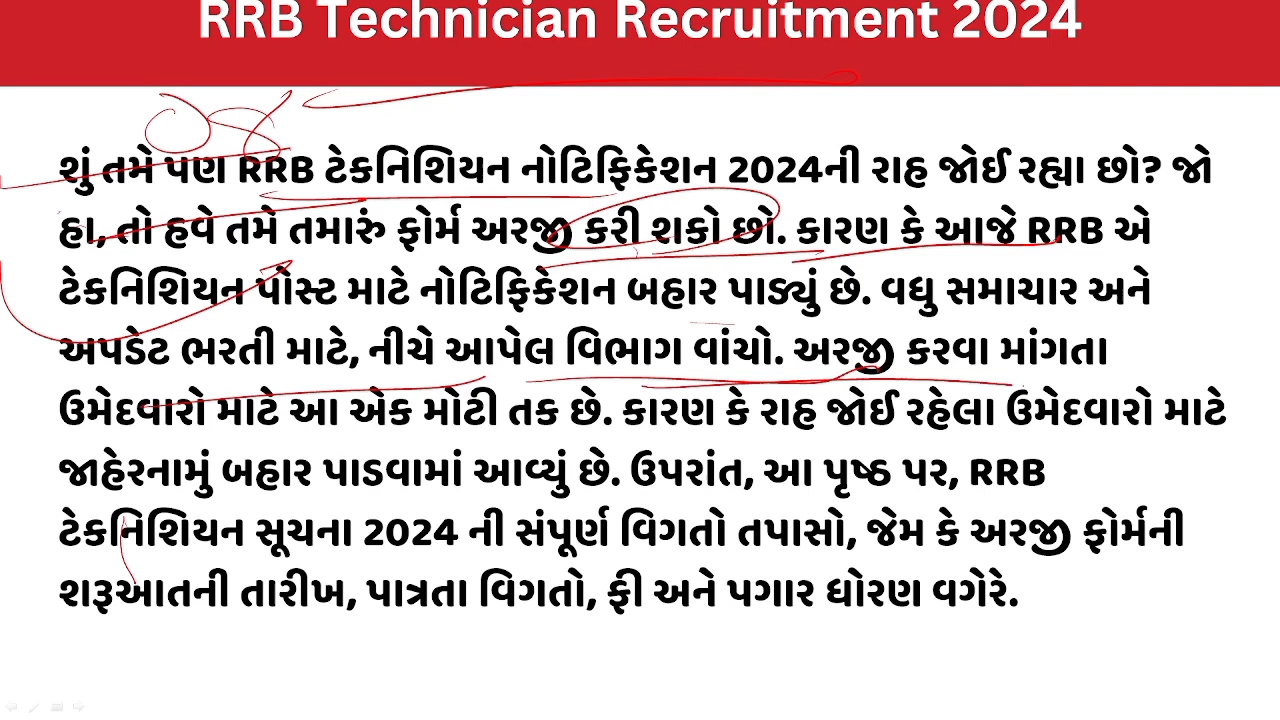 RRB Technician Recruitment 2024
શું તમે પણ RRB ટેકનિશિયન નોટિફિકેશન 2024ની રાહ જોઈ રહ્યા છો? જો
હા, તો હવે તમે તમારું ફોર્મ અરજી કરી શકો છો. કારણ કે આજે RRB એ
ટેકનિશિયન પોસ્ટ માટે નોટિફિકેશન બહાર પાડ્યું છે. વધુ સમાચાર અને
અપડેટ ભરતી માટે, નીચે આપેલ વિભાગ વાંચો. અરજી કરવા માંગતા
ઉમેદવારો માટે આ એક મોટી તક છે. કારણ કે રાહ જોઈ રહેલા ઉમેદવારો માટે
જાહેરનામું બહાર પાડવામાં આવ્યું છે. ઉપરાંત, આ પૃષ્ઠ પર, RRB
ટેકનિશિયન સૂચના 2024 ની સંપૂર્ણ વિગતો તપાસો, જેમ કે અરજી ફોર્મની
શરૂઆતની તારીખ, પાત્રતા વિગતો, ફી અને પગાર ધોરણ વગેરે.